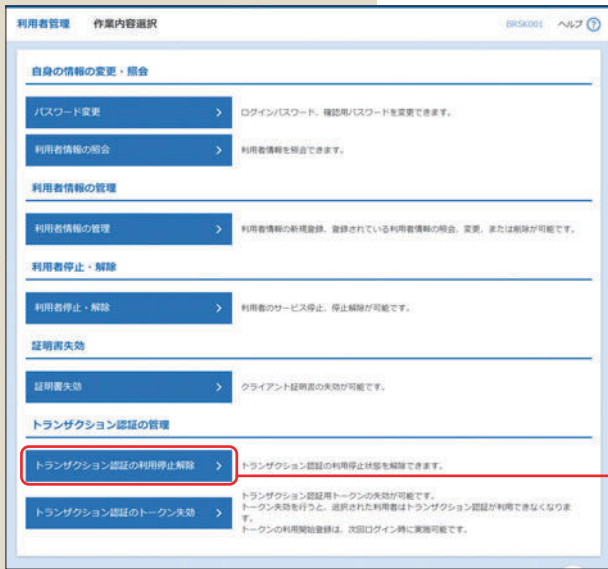 利用者管理 作業内容選択 BRSK001 ヘルプ ?
自身の情報の変更・照会
パスワード変更 ログインパスワード、確認用パスワードを変更できます。
利用者情報の照会 利用者情報を照会できます。
利用者情報の管理
利用者情報の管理 利用者情報の新規登録、登録されている利用者情報の照会、変更、または削除が可能です。
利用者停止・解除
利用者停止・解除 利用者のサービス停止、停止解除が可能です。
証明書失効
証明書失効 クライアント証明書の失効が可能です。
トランザクション認証の管理
トランザクション認証の利用停止解除 トランザクション認証の利用停止状態を解除できます。
トランザクション認証のトークン失効 トランザクション認証用トークンの失効が可能です。
トークン失効を行うと、選択された利用者はトランザクション認証が利用できなくなりま
す。
トークンの利用開始登録は、次回ログイン時に実施可能です。